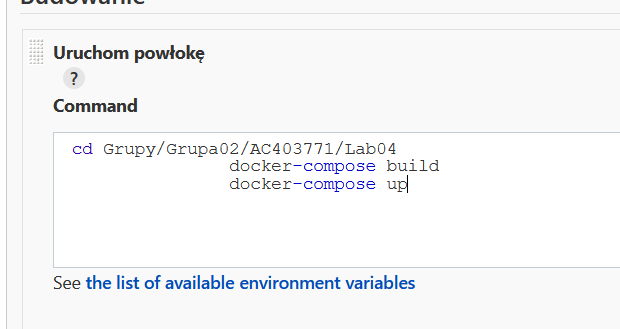 Budowanie
Uruchom powłokę
?
Command
cd Grupy/Grupa02/AC403771/Lab04
docker-compose build
docker-compose up
See the list of available environment variables